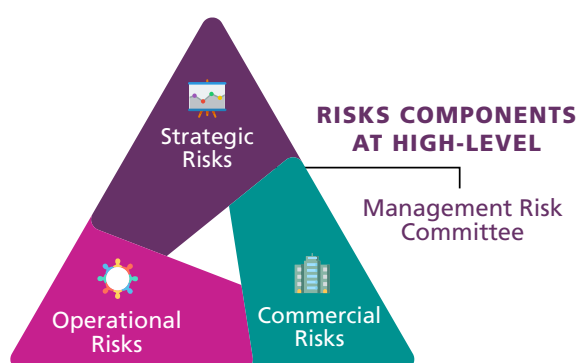 Strategic
Risks
RISKS COMPONENTS
AT HIGH-LEVEL
Management Risk
Committee
Operational
Risks
Commercial
Risks